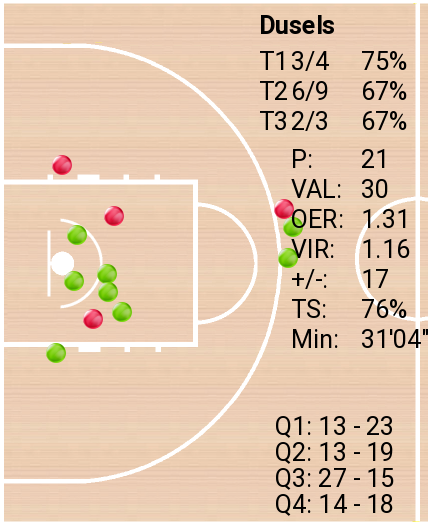 Dusels
T1 3/4 75%
T2 6/9 67%
T3 2/3 67%
P: 21
VAL: 30
OER: 1.31
VIR: 1.16
+/-: 17
TS: 76%
Min: 31'04"
Q1: 13 - 23
Q2: 13 - 19
Q3: 27 - 15
Q4: 14 - 18